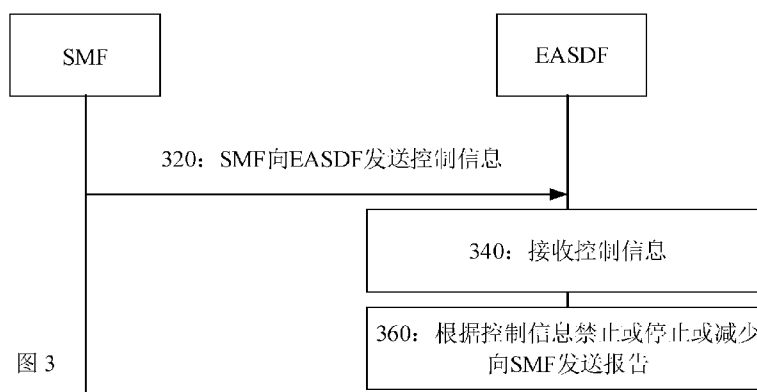 SMF
EASDF
320：SMF向EASDF发送控制信息
340：接收控制信息
360：根据控制信息禁止或停止或减少
向SMF发送报告
图 3